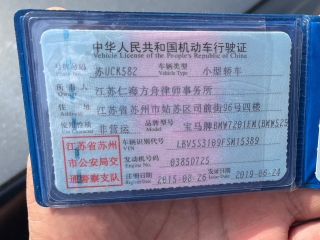 中华人民共和国机动车行驶证
Vehicle License of the People's Republic of China
号牌号码 苏UCK582 车辆类型 小型轿车
Vehicle Type
所有人 江苏仁海方舟律师事务所
住址 江苏省苏州市姑苏区司前街96号四楼
使用性质 非营运 品牌型号 宝马牌BMW7201EM(BMW525
江苏省苏州
市公安局交
通警察支队
车辆识别代号 LBV5S3109FSM15389
VIN
发动机号码 0385D725
Engine No.
注册日期 2015-08-26 发证日期 2019-06-24